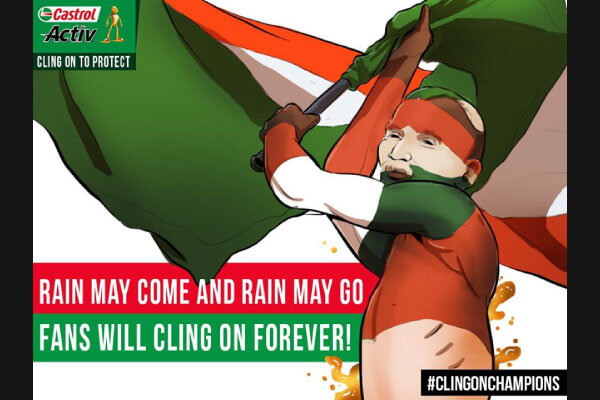 Castrol
Activ
CLING ON TO PROTECT
RAIN MAY COME AND RAIN MAY GO
FANS WILL CLING ON FOREVER!
#CLINGONCHAMPIONS